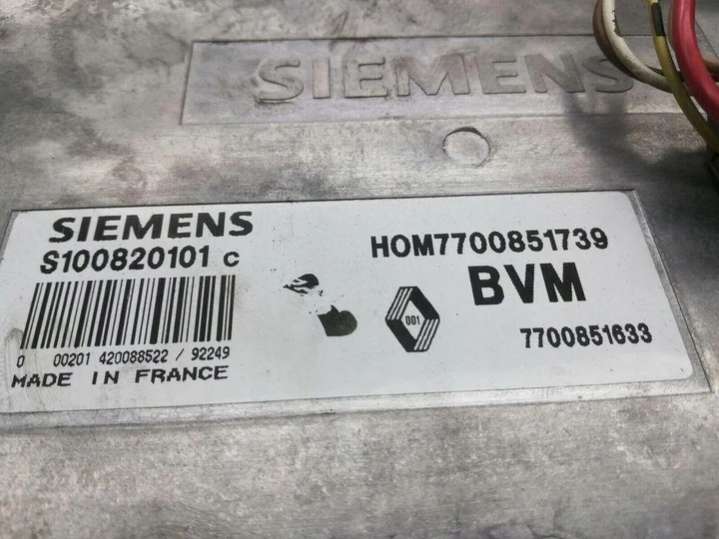 SIEMENS
SIEMENS
S100820101 C
0 00201 420088522 / 92249
MADE IN FRANCE
HOM7700851739
BVM
001
7700851633